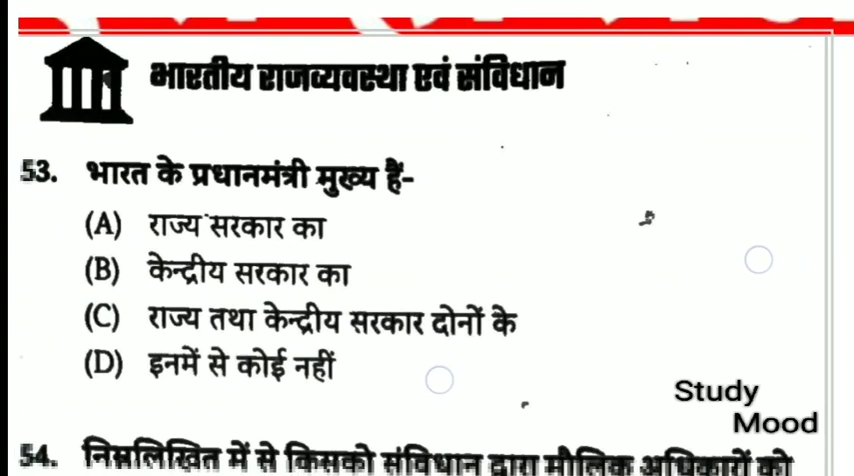 भारतीय राजव्यवस्था एवं संविधान
53. भारत के प्रधानमंत्री मुख्य हैं-
(A) राज्य सरकार का
(B) केन्द्रीय सरकार का
(C) राज्य तथा केन्द्रीय सरकार दोनों के
(D) इनमें से कोई नहीं
Study
Mood
54. निम्नलिखित में से किसको संविधान द्वारा मौलिक अधिकारों को